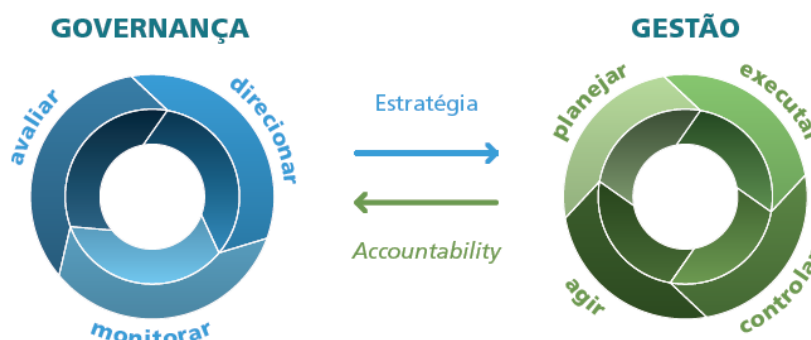 GOVERNANÇA
GESTÃO
avaliar
direcionar
monitorar
Estratégia
Accountability
planejar
executar
controlar
agir